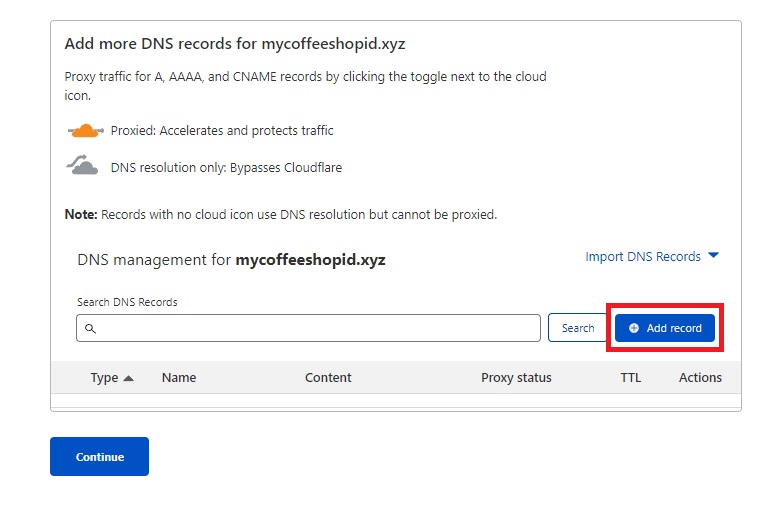 Add more DNS records for mycoffeeshopid.xyz
Proxy traffic for A, AAAA, and CNAME records by clicking the toggle next to the cloud
icon.
Proxied: Accelerates and protects traffic
DNS resolution only: Bypasses Cloudflare
Note: Records with no cloud icon use DNS resolution but cannot be proxied.
DNS management for mycoffeeshopid.xyz
Import DNS Records
Search DNS Records
Search
Add record
Type Name Content Proxy status TTL Actions
Continue